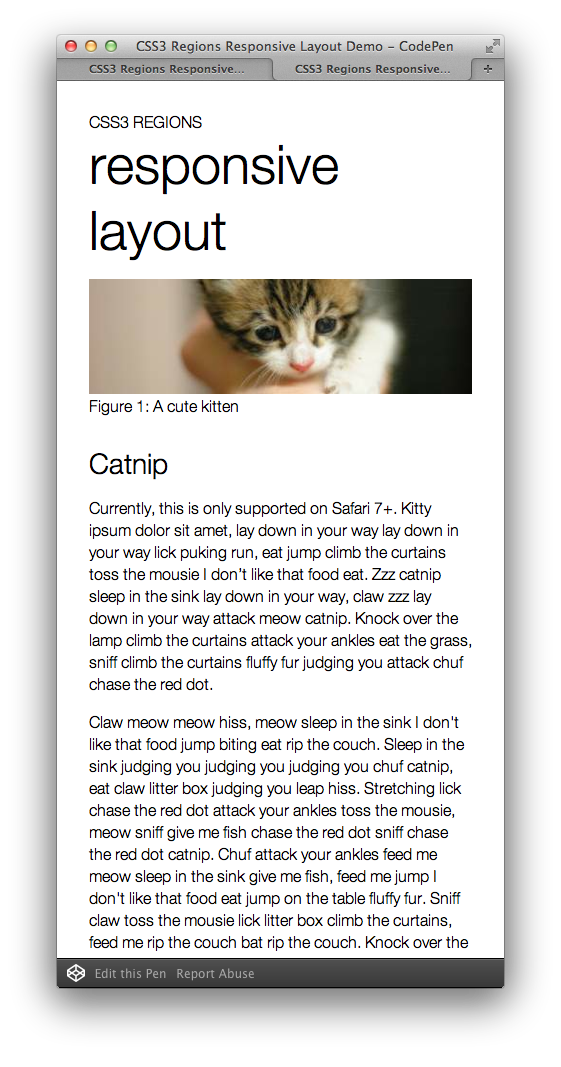 CSS3 Regions Responsive Layout Demo – CodePen
CSS3 Regions Responsive...
CSS3 Regions Responsive...
+
CSS3 REGIONS
responsive
layout
Figure 1: A cute kitten
Catnip
Currently, this is only supported on Safari 7+. Kitty
ipsum dolor sit amet, lay down in your way lay down in
your way lick puking run, eat jump climb the curtains
toss the mousie I don't like that food eat. Zzz catnip
sleep in the sink lay down in your way, claw zzz lay
down in your way attack meow catnip. Knock over the
lamp climb the curtains attack your ankles eat the grass,
sniff climb the curtains fluffy fur judging you attack chuf
chase the red dot.
Claw meow meow hiss, meow sleep in the sink I don't
like that food jump biting eat rip the couch. Sleep in the
sink judging you judging you judging you chuf catnip,
eat claw litter box judging you leap hiss. Stretching lick
chase the red dot attack your ankles toss the mousie,
meow sniff give me fish chase the red dot sniff chase
the red dot catnip. Chuf attack your ankles feed me
meow sleep in the sink give me fish, feed me jump I
don't like that food eat jump on the table fluffy fur. Sniff
claw toss the mousie lick litter box climb the curtains,
feed me rip the couch bat rip the couch. Knock over the
Edit this Pen Report Abuse